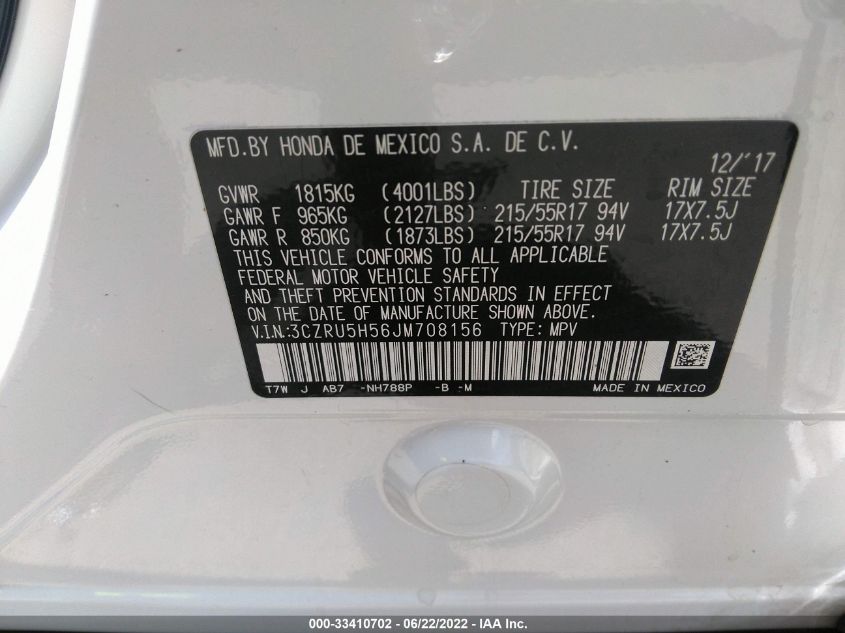 MFD.BY HONDA DE MEXICO S.A. DE C.V.
12/'17
GVWR 1815KG (4001LBS) TIRE SIZE RIM SIZE
GAWR F 965KG (2127LBS) 215/55R17 94V 17X7.5J
GAWR R 850KG (1873LBS) 215/55R17 94V 17X7.5J
THIS VEHICLE CONFORMS TO ALL APPLICABLE
FEDERAL MOTOR VEHICLE SAFETY
AND THEFT PREVENTION STANDARDS IN EFFECT
ON THE DATE OF MANUFACTURE SHOWN ABOVE.
V.I.N.:3CZRU5H56JM708156 TYPE: MPV
T7W J AB7 -NH788P -B -M MADE IN MEXICO
000-33410702 - 06/22/2022 - IAA Inc.